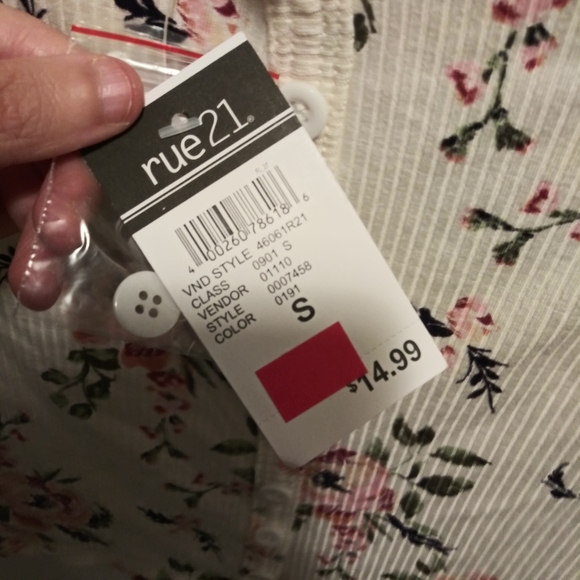 rue21®
4 00260 78618 6
VND STYLE 46061R21
CLASS 0901 S
VENDOR 01110
STYLE 0007458
COLOR 0191
S
$14.99